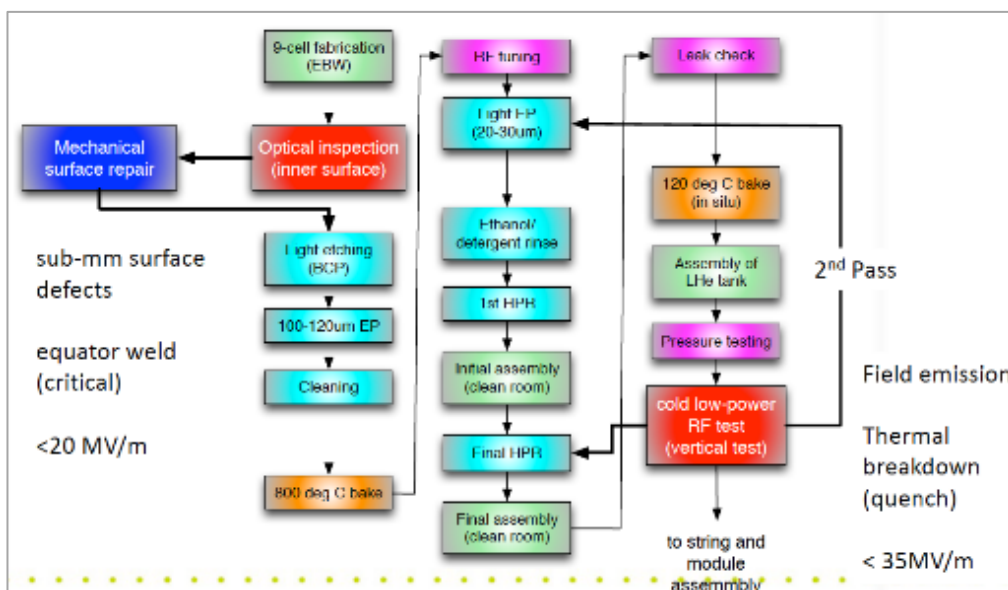 9-cell fabrication
(EBW)
Optical inspection
(inner surface)
Mechanical
surface repair
Light etching
(BCP)
100-120um EP
Cleaning
800 deg C bake
sub-mm surface
defects
equator weld
(critical)
<20 MV/m
RF tuning
Light EP
(20-30um)
Ethanol/
detergent rinse
1st HPR
Initial assembly
(clean room)
Final HPR
Final assembly
(clean room)
Leak check
120 deg C bake
(in situ)
Assembly of
LHe tank
Pressure testing
cold low-power
RF test
(vertical test)
to string and
module
assemmbly
2nd Pass
Field emission
Thermal
breakdown
(quench)
< 35MV/m